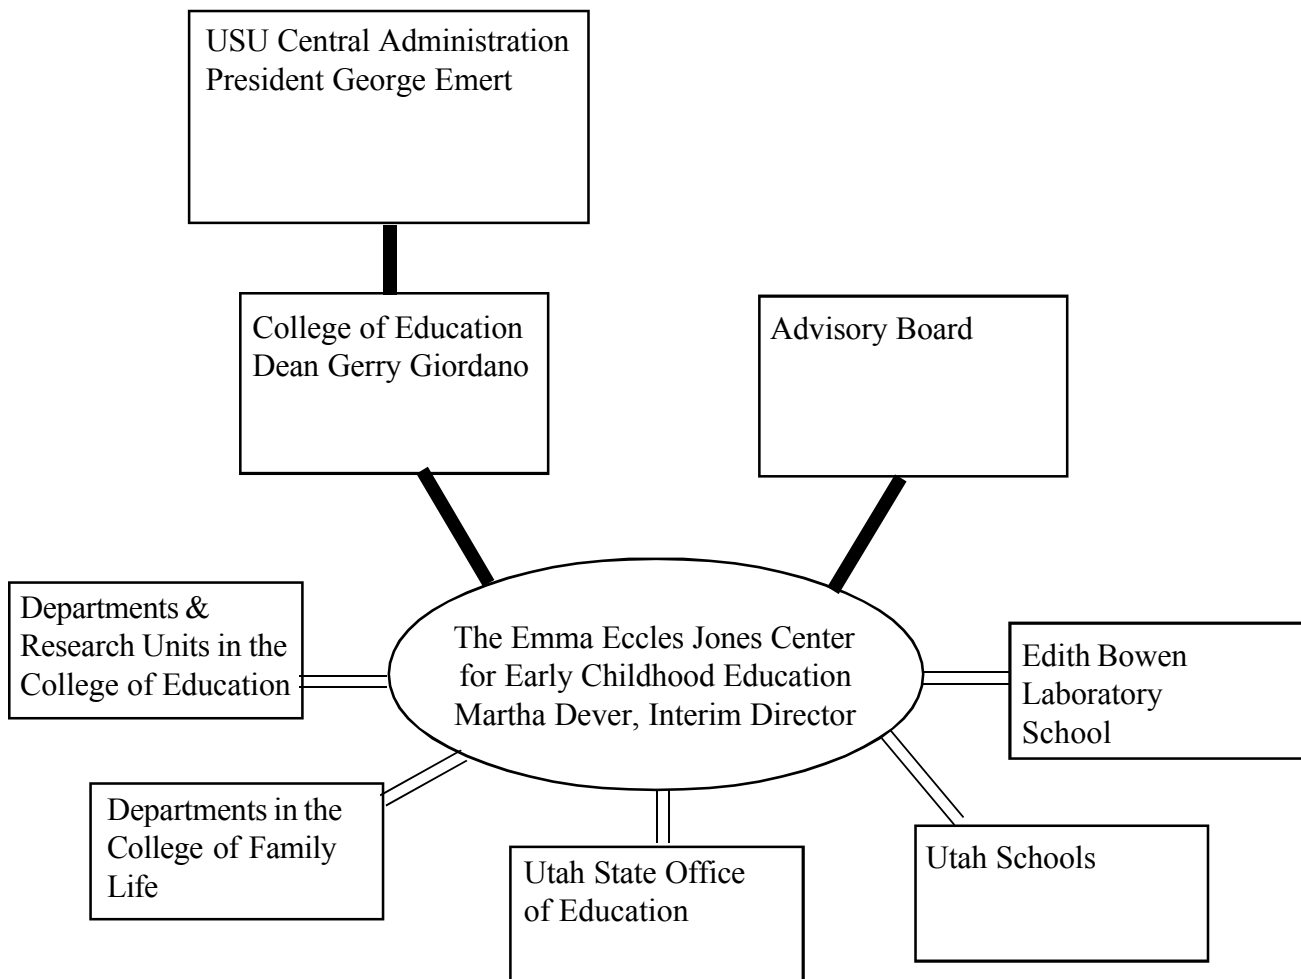 USU Central Administration
President George Emert
College of Education
Dean Gerry Giordano
Advisory Board
Departments &
Research Units in the
College of Education
The Emma Eccles Jones Center
for Early Childhood Education
Martha Dever, Interim Director
Edith Bowen
Laboratory
School
Departments in the
College of Family
Life
Utah State Office
of Education
Utah Schools